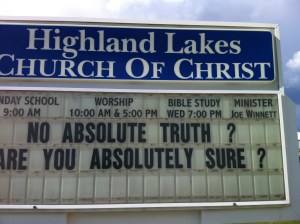 Highland Lakes
CHURCH OF CHRIST
NDAY SCHOOL WORSHIP BIBLE STUDY MINISTER
9:00 AM 10:00 AM & 5:00 PM WED 7:00 PM JOE WINNETT
NO ABSOLUTE TRUTH ?
ARE YOU ABSOLUTELY SURE ?